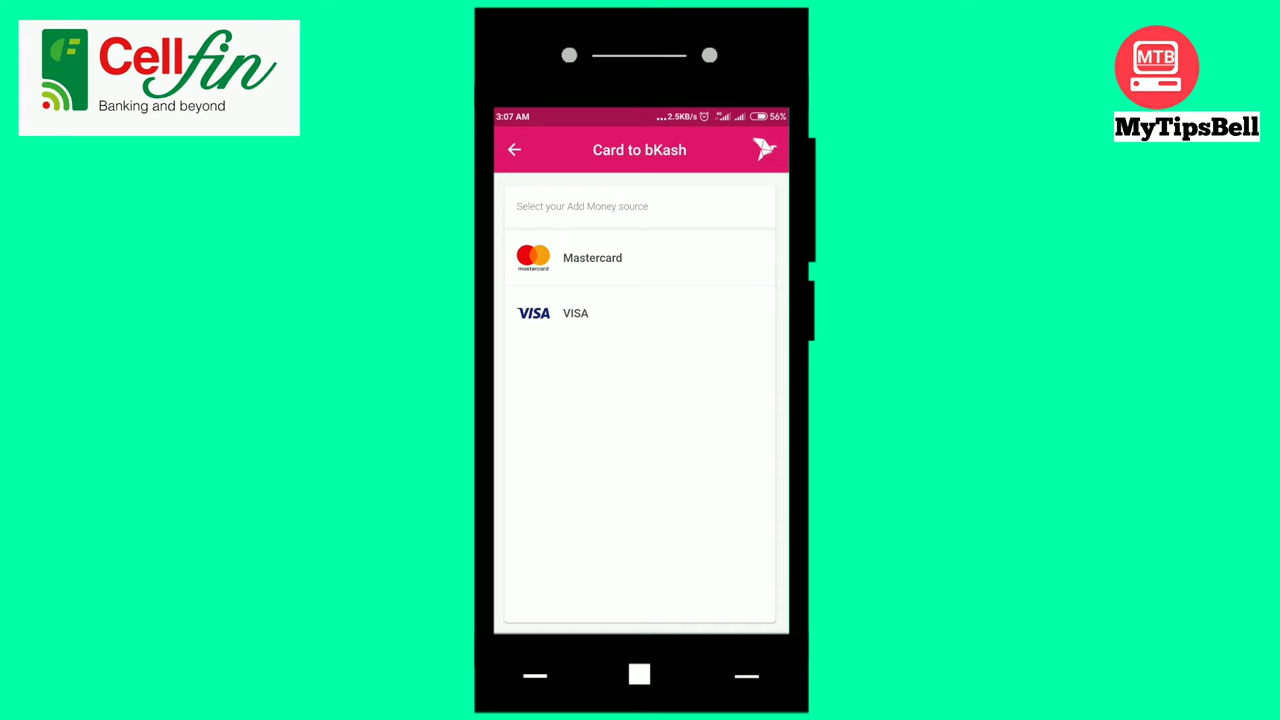 Cellfin
Banking and beyond
MTB
MyTipsBell
3:07 AM
...2.5KB/s
56%
Card to bKash
Select your Add Money source
mastercard
Mastercard
VISA
VISA